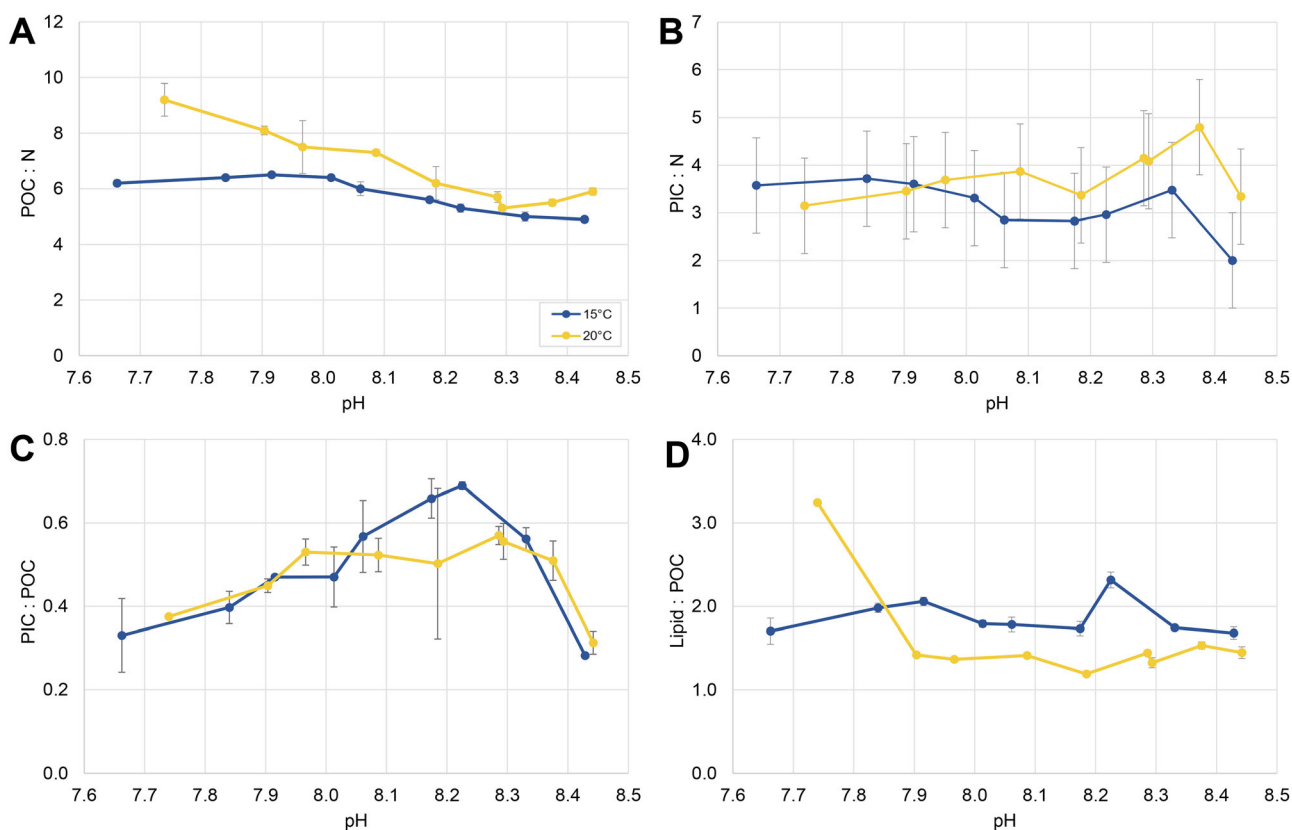 A
POC : N
12
10
8
6
4
2
0
7.6 7.7 7.8 7.9 8.0 8.1 8.2 8.3 8.4 8.5
pH
15°C
20°C
B
PIC : N
7
6
5
4
3
2
1
0
7.6 7.7 7.8 7.9 8.0 8.1 8.2 8.3 8.4 8.5
pH
C
PIC : POC
0.8
0.6
0.4
0.2
0.0
7.6 7.7 7.8 7.9 8.0 8.1 8.2 8.3 8.4 8.5
pH
D
Lipid : POC
4.0
3.0
2.0
1.0
0.0
7.6 7.7 7.8 7.9 8.0 8.1 8.2 8.3 8.4 8.5
pH